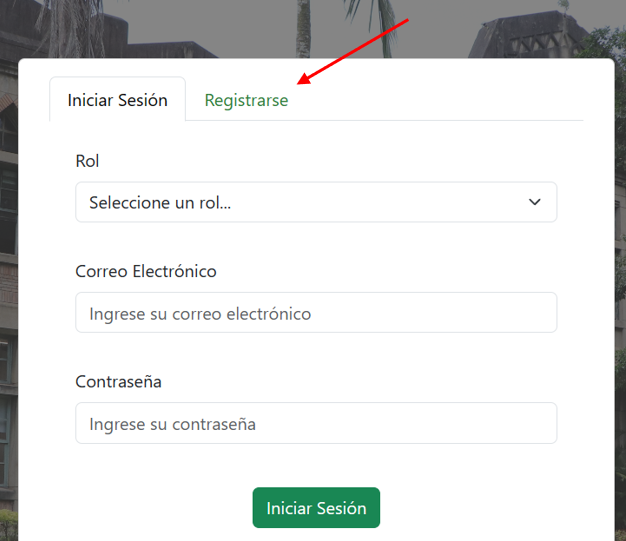 Iniciar Sesión Registrarse
Rol
Seleccione un rol...
Correo Electrónico
Ingrese su correo electrónico
Contraseña
Ingrese su contraseña
Iniciar Sesión